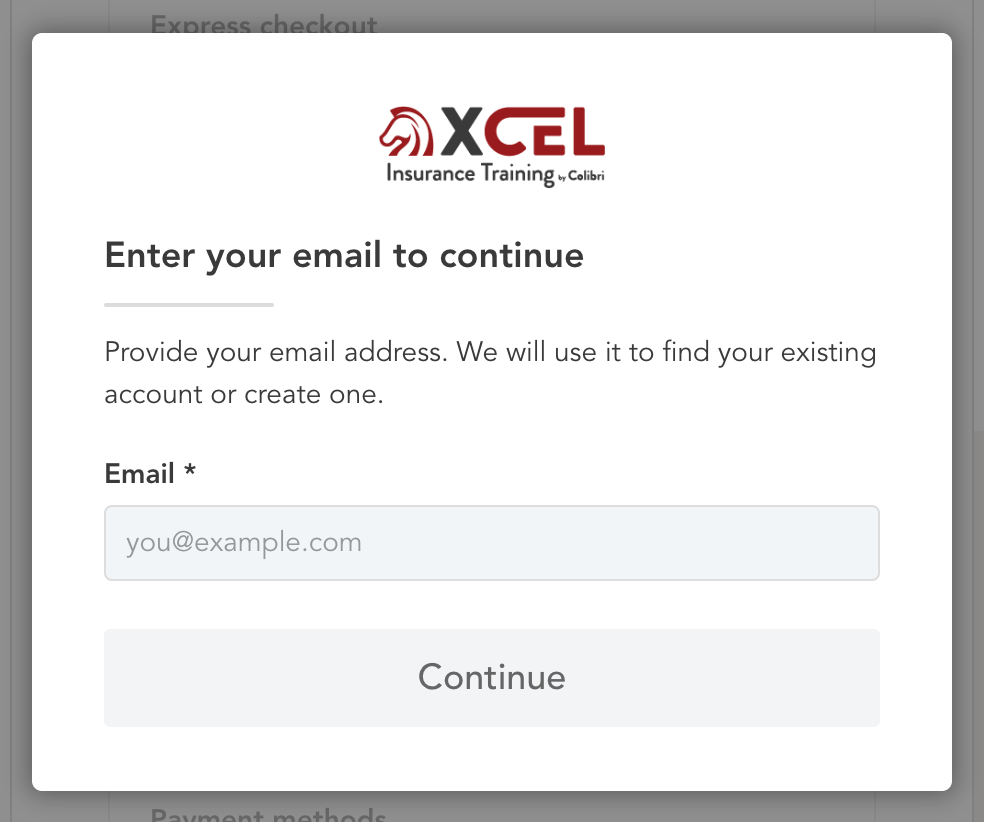 Express checkout
XCEL
Insurance Training by Colibri
Enter your email to continue
Provide your email address. We will use it to find your existing
account or create one.
Email *
you@example.com
Continue
Payment methods